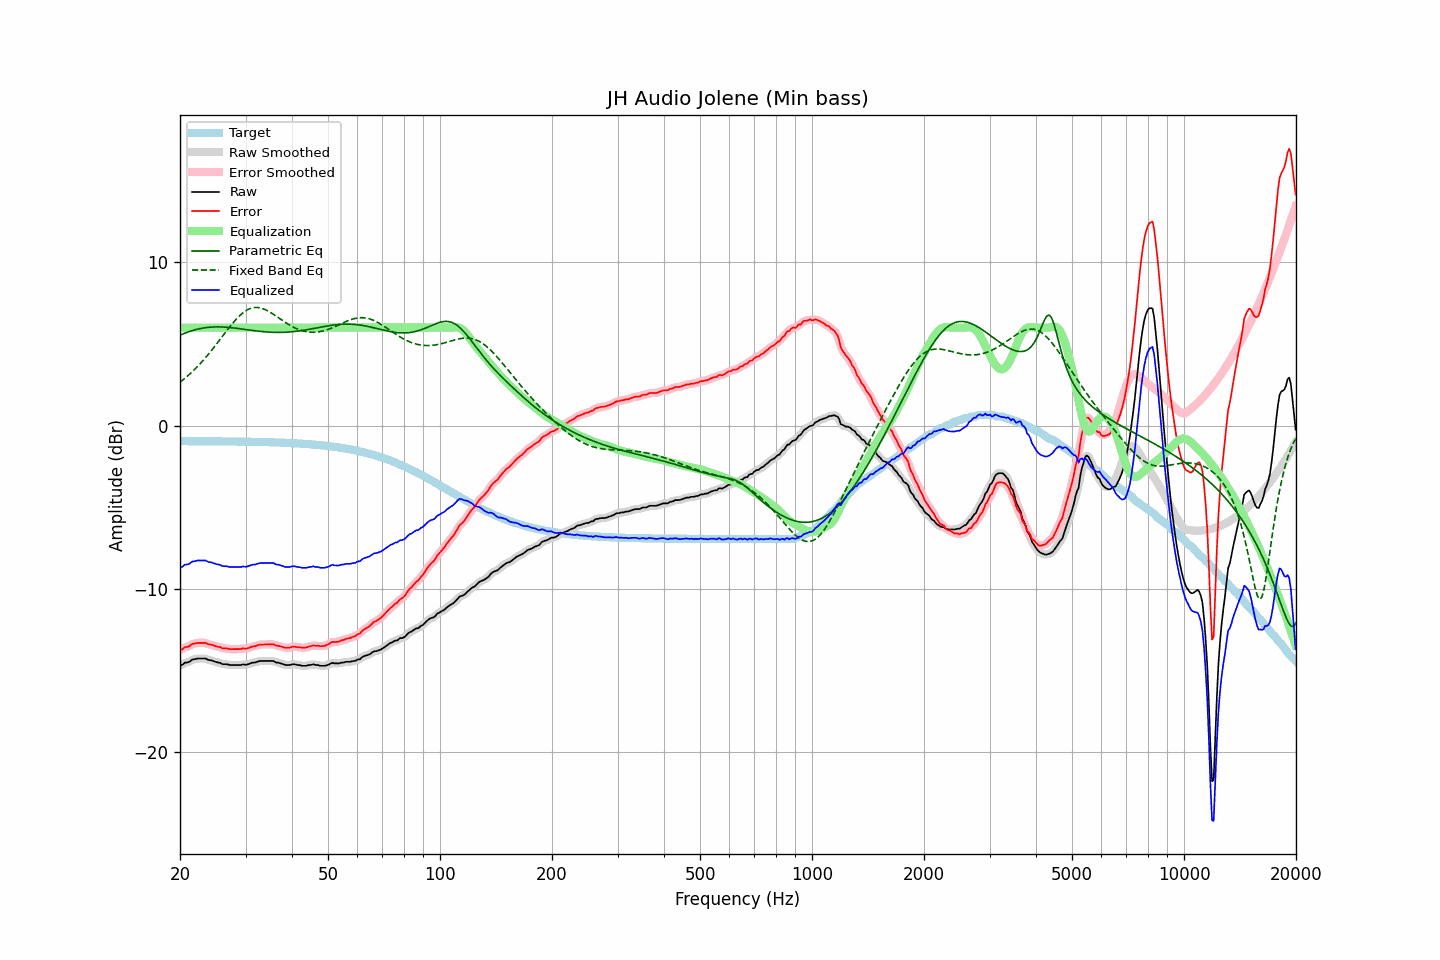 JH Audio Jolene (Min bass)
Target
Raw Smoothed
Error Smoothed
Raw
Error
Equalization
Parametric Eq
Fixed Band Eq
Equalized
Amplitude (dBr)
10
0
−10
−20
20
50
100
200
500
1000
2000
5000
10000
20000
Frequency (Hz)